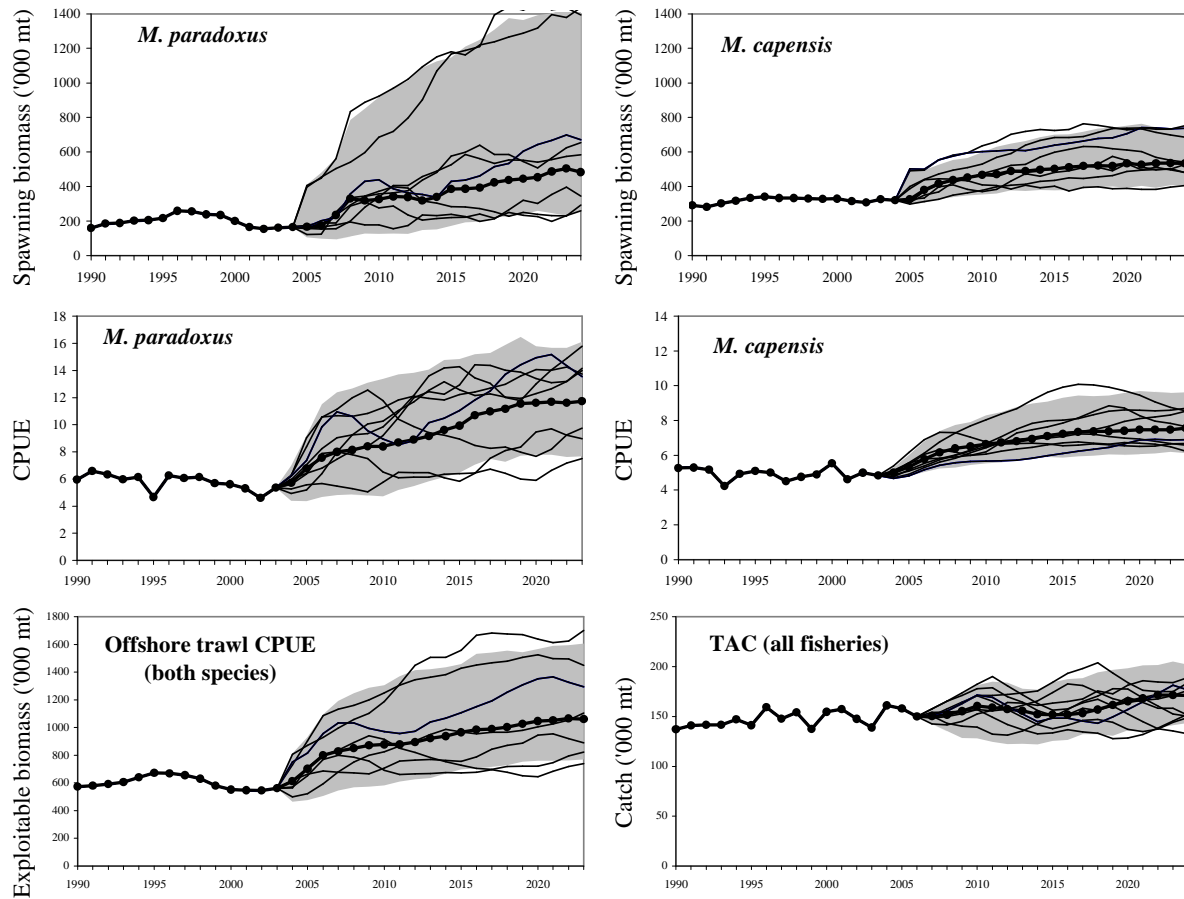 Spawning biomass ('000 mt)
M. paradoxus
1400
1200
1000
800
600
400
200
0
1990 1995 2000 2005 2010 2015 2020
Spawning biomass ('000 mt)
M. capensis
1400
1200
1000
800
600
400
200
0
1990 1995 2000 2005 2010 2015 2020
CPUE
M. paradoxus
18
16
14
12
10
8
6
4
2
0
1990 1995 2000 2005 2010 2015 2020
CPUE
M. capensis
14
12
10
8
6
4
2
0
1990 1995 2000 2005 2010 2015 2020
Exploitable biomass ('000 mt)
Offshore trawl CPUE
(both species)
1800
1600
1400
1200
1000
800
600
400
200
0
1990 1995 2000 2005 2010 2015 2020
Catch ('000 mt)
TAC (all fisheries)
250
200
150
100
50
0
1990 1995 2000 2005 2010 2015 2020